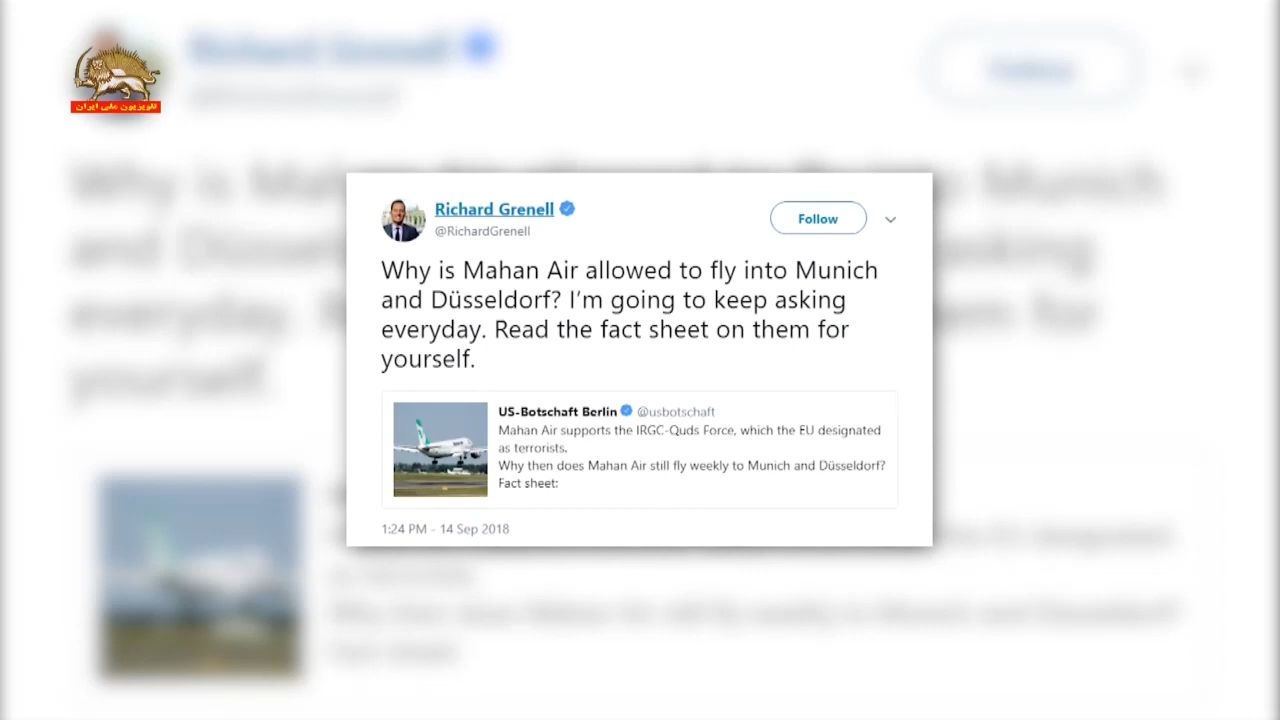 تلویزیون ملی ایران
Richard Grenell
@RichardGrenell
Follow
Why is Mahan Air allowed to fly into Munich
and Düsseldorf? I'm going to keep asking
everyday. Read the fact sheet on them for
yourself.
US-Botschaft Berlin @usbotschaft
Mahan Air supports the IRGC-Quds Force, which the EU designated
as terrorists.
Why then does Mahan Air still fly weekly to Munich and Düsseldorf?
Fact sheet:
1:24 PM - 14 Sep 2018